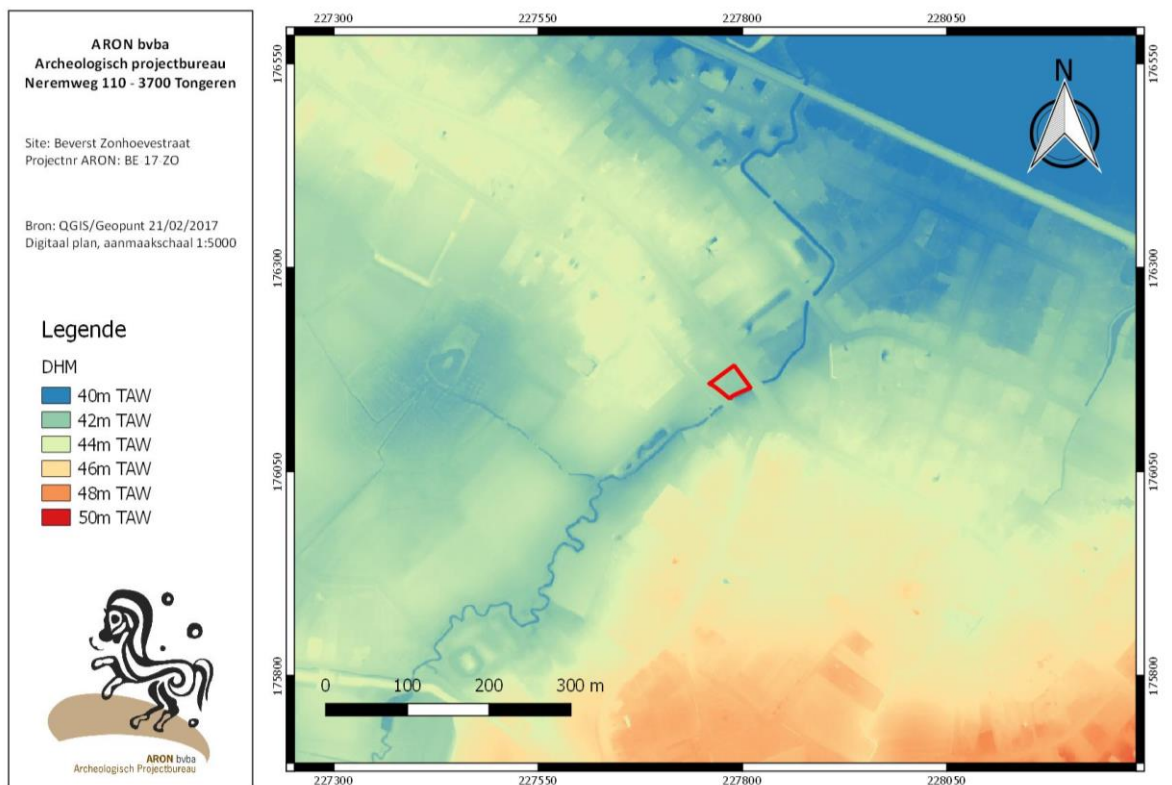 ARON bvba
Archeologisch projectbureau
Neremweg 110 - 3700 Tongeren
Site: Beverst Zonhoevestraat
Projectnr ARON: BE 17 ZO
Bron: QGIS/Geopunt 21/02/2017
Digitaal plan, aanmaakschaal 1:5000
Legende
DHM
40m TAW
42m TAW
44m TAW
46m TAW
48m TAW
50m TAW
ARON bvba
Archeologisch Projectbureau
227300 227550 227800 228050
176550 176550
N
176300 176300
176050 176050
175800 175800
0 100 200 300 m
227300 227550 227800 228050